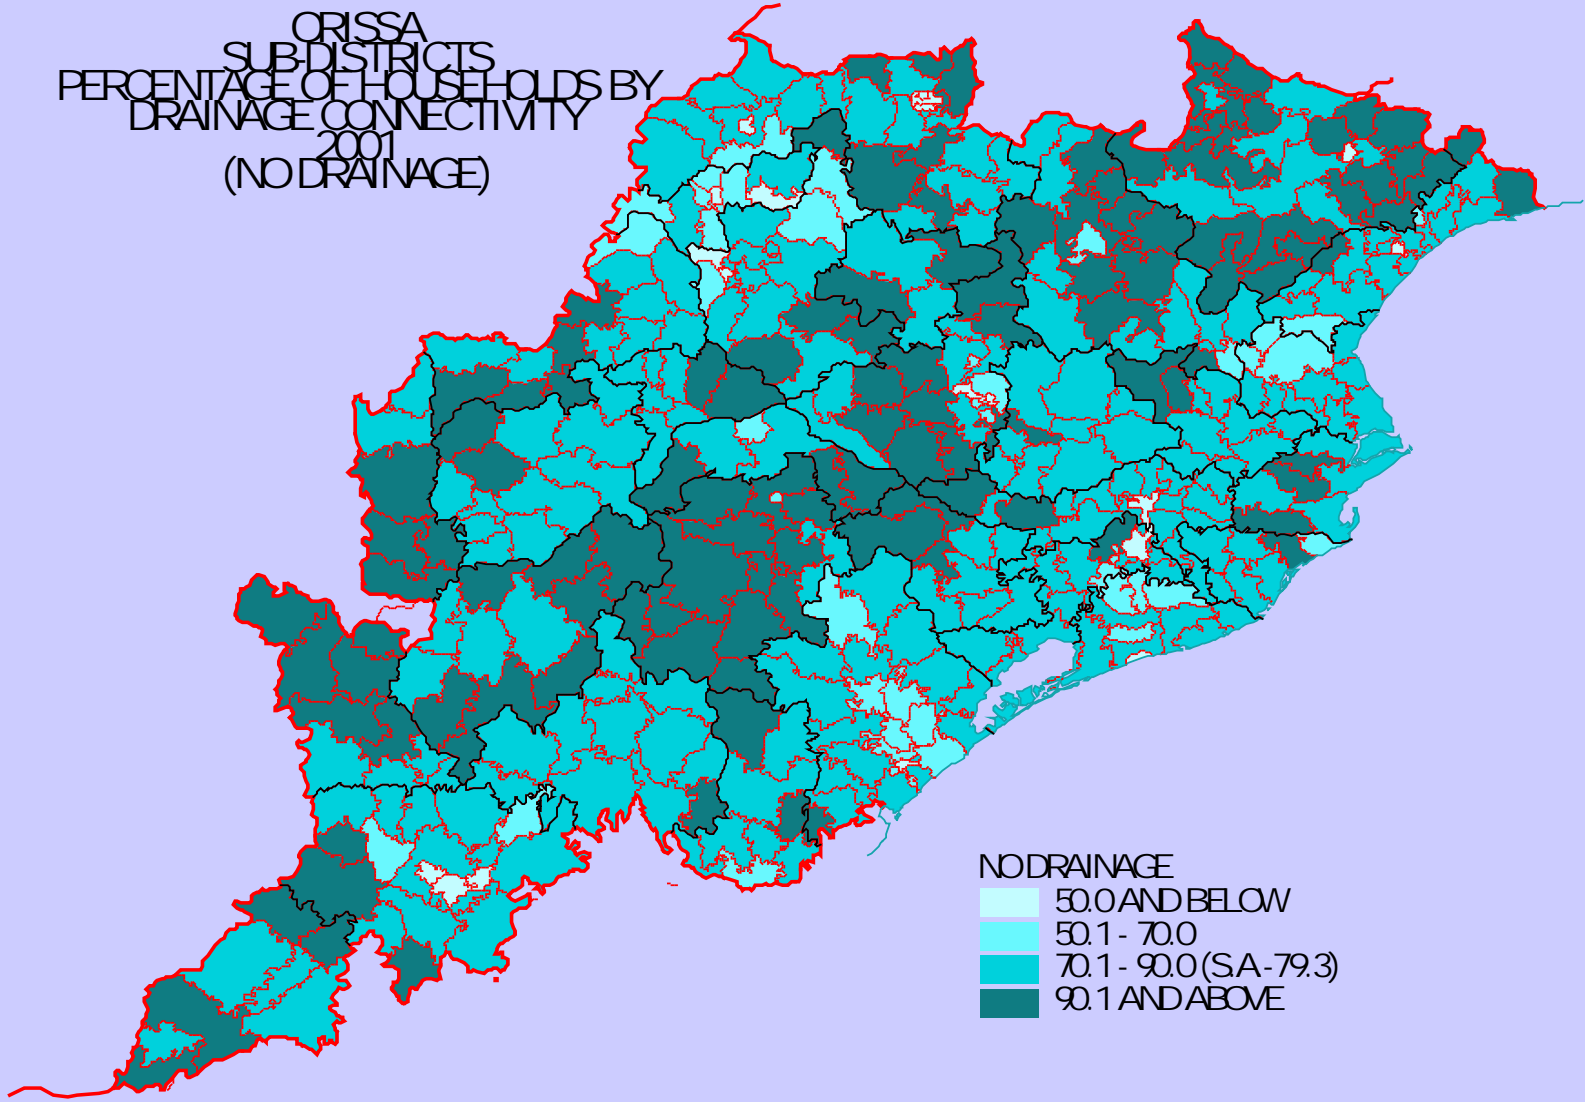 ORISSA
SUB-DISTRICTS
PERCENTAGE OF HOUSEHOLDS BY
DRAINAGE CONNECTIVITY
2001
(NO DRAINAGE)
NO DRAINAGE
50.0 AND BELOW
50.1 - 70.0
70.1 - 90.0 (S.A - 79.3)
90.1 AND ABOVE